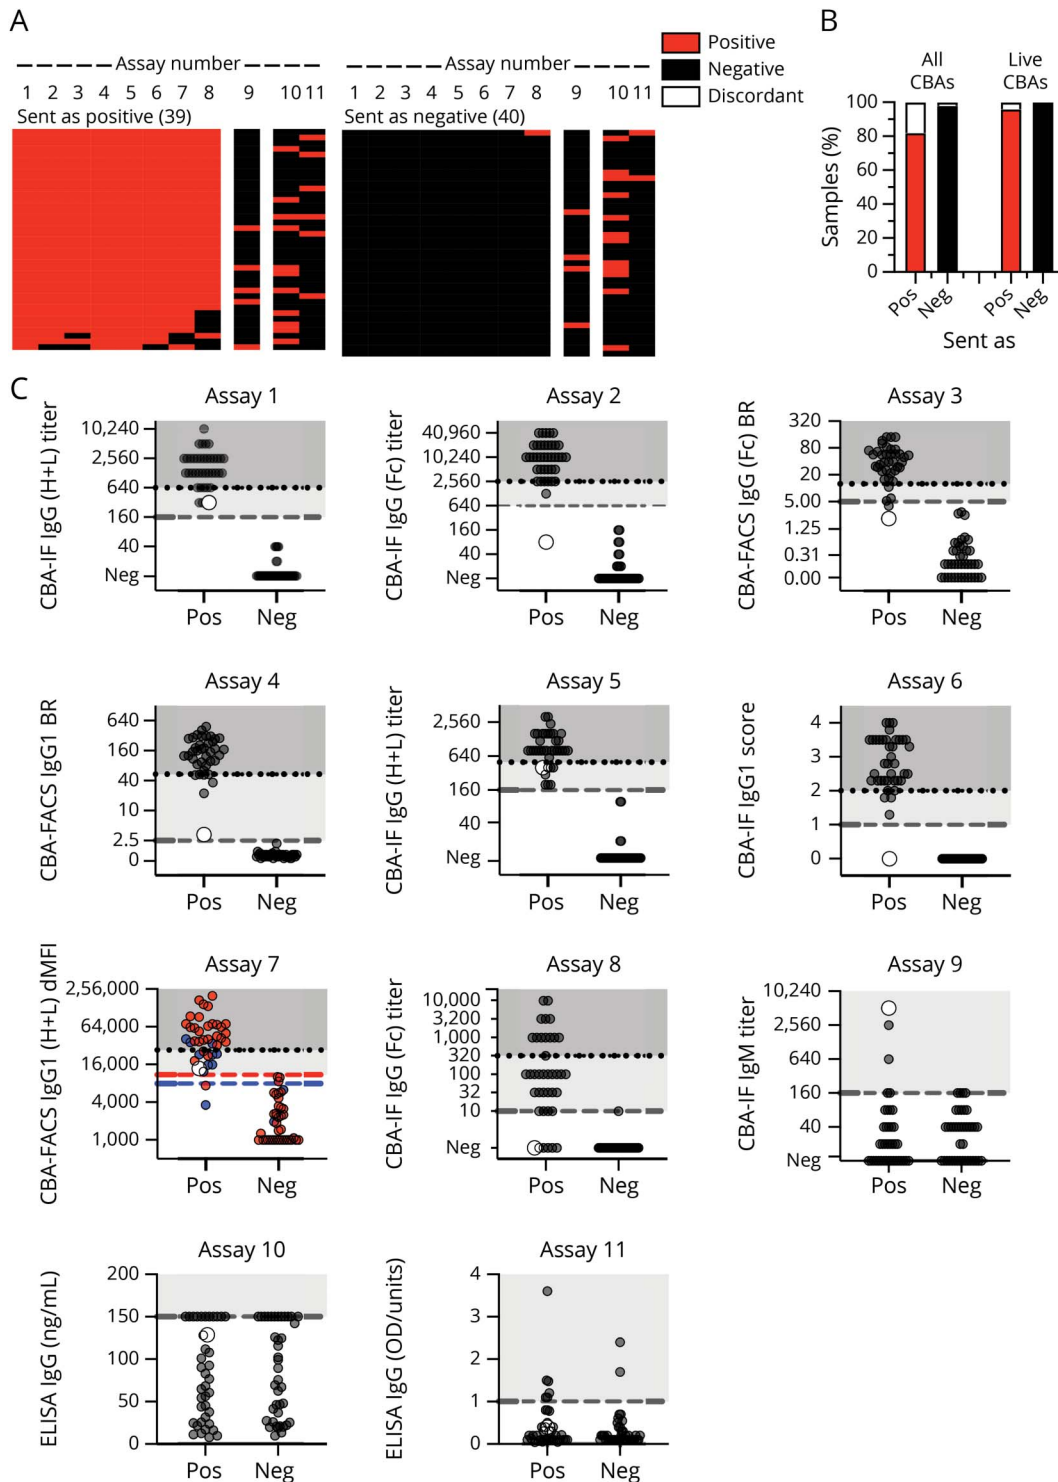 A
Assay number
1 2 3 4 5 6 7 8 9 10 11
Sent as positive (39)
Assay number
1 2 3 4 5 6 7 8 9 10 11
Sent as negative (40)
Positive
Negative
Discordant
B
All CBAs
Live CBAs
Samples (%)
100
80
60
40
20
0
Pos Neg Pos Neg
Sent as
C
Assay 1
CBA-IF IgG (H+L) titer
10,240
2,560
640
160
40
Neg
Pos Neg
Assay 2
CBA-IF IgG (Fc) titer
40,960
10,240
2,560
640
160
40
Neg
Pos Neg
Assay 3
CBA-FACS IgG (Fc) BR
320
80
20
5.00
1.25
0.31
0.00
Pos Neg
Assay 4
CBA-FACS IgG1 BR
640
160
40
10
2.5
0
Pos Neg
Assay 5
CBA-IF IgG (H+L) titer
2,560
640
160
40
Neg
Pos Neg
Assay 6
CBA-IF IgG1 score
4
3
2
1
0
Pos Neg
Assay 7
CBA-FACS IgG1 (H+L) dMFI
2,56,000
64,000
16,000
4,000
1,000
Pos Neg
Assay 8
CBA-IF IgG (Fc) titer
10,000
3,200
1,000
320
100
32
10
Neg
Pos Neg
Assay 9
CBA-IF IgM titer
10,240
2,560
640
160
40
Neg
Pos Neg
Assay 10
ELISA IgG (ng/mL)
200
150
100
50
0
Pos Neg
Assay 11
ELISA IgG (OD/units)
4
3
2
1
0
Pos Neg